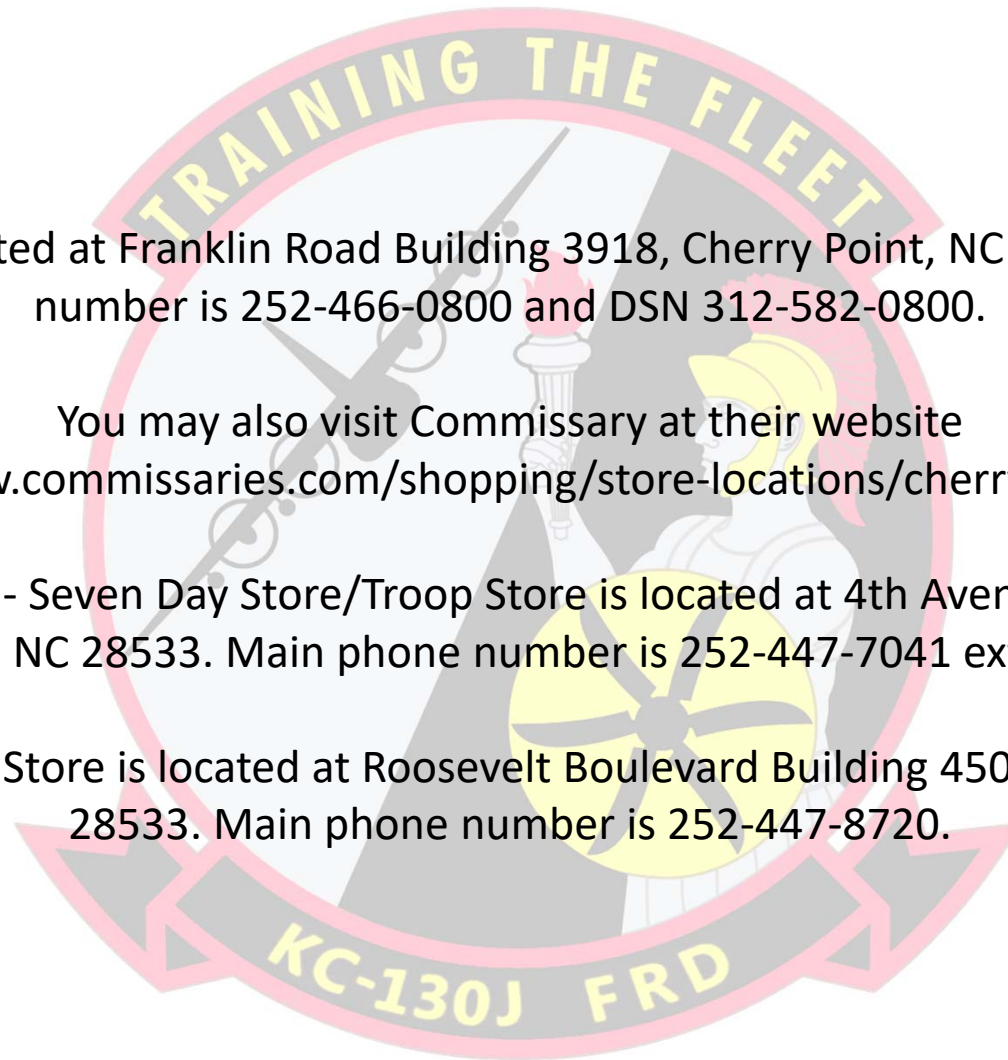 TRAINING THE FLEET
ted at Franklin Road Building 3918, Cherry Point, NC
number is 252-466-0800 and DSN 312-582-0800.
You may also visit Commissary at their website
.commissaries.com/shopping/store-locations/cherr
- Seven Day Store/Troop Store is located at 4th Aven
NC 28533. Main phone number is 252-447-7041 ex
Store is located at Roosevelt Boulevard Building 450
28533. Main phone number is 252-447-8720.
KC-130J FRD